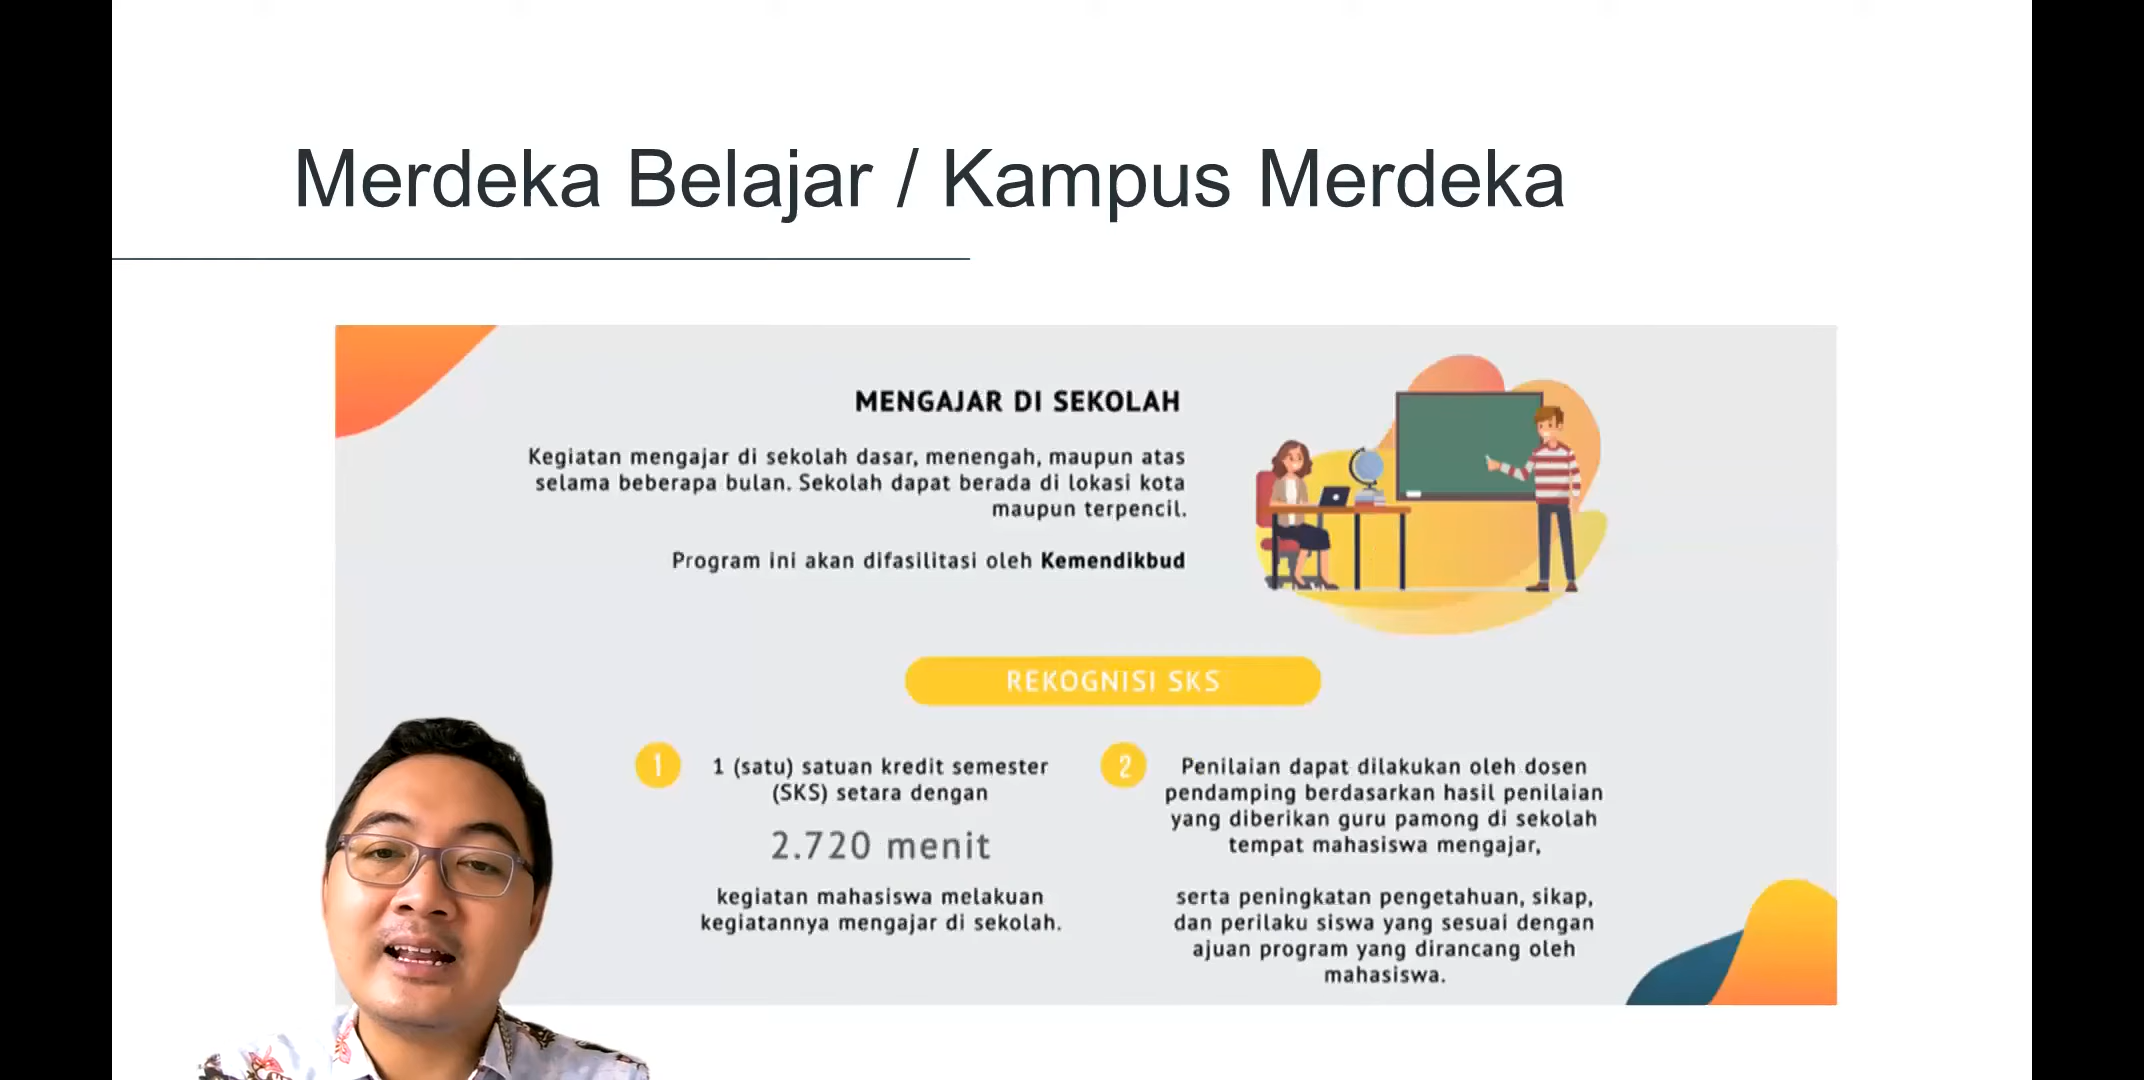 Merdeka Belajar / Kampus Merdeka
MENGAJAR DI SEKOLAH
Kegiatan mengajar di sekolah dasar, menengah, maupun atas
selama beberapa bulan. Sekolah dapat berada di lokasi kota
maupun terpencil.
Program ini akan difasilitasi oleh Kemendikbud
REKOGNISI SKS
1
1 (satu) satuan kredit semester
(SKS) setara dengan
2.720 menit
kegiatan mahasiswa melakuan
kegiatannya mengajar di sekolah.
2
Penilaian dapat dilakukan oleh dosen
pendamping berdasarkan hasil penilaian
yang diberikan guru pamong di sekolah
tempat mahasiswa mengajar,
serta peningkatan pengetahuan, sikap,
dan perilaku siswa yang sesuai dengan
ajuan program yang dirancang oleh
mahasiswa.